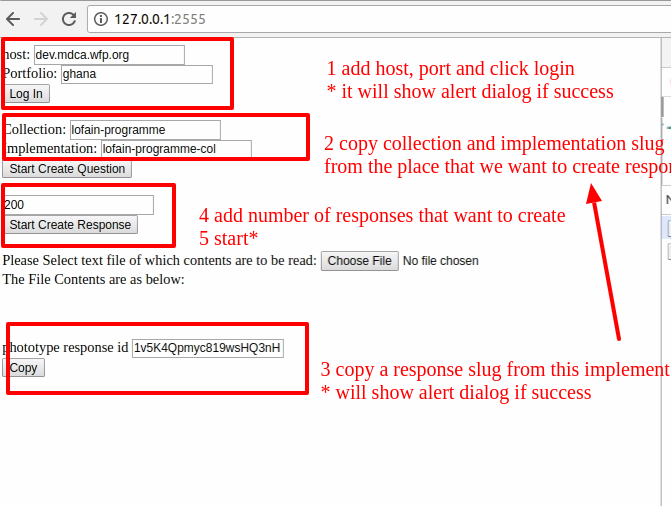 127.0.0.1:2555
host: dev.mdca.wfp.org
Portfolio: ghana
Log In
1 add host, port and click login
* it will show alert dialog if success
Collection: lofain-programme
Implementation: lofain-programme-col
Start Create Question
2 copy collection and implementation slug
from the place that we want to create respon
200
Start Create Response
4 add number of responses that want to create
5 start*
Please Select text file of which contents are to be read: Choose File No file chosen
The File Contents are as below:
phototype response id 1v5K4Qpmyc819wsHQ3nH
Copy
3 copy a response slug from this implement
* will show alert dialog if success